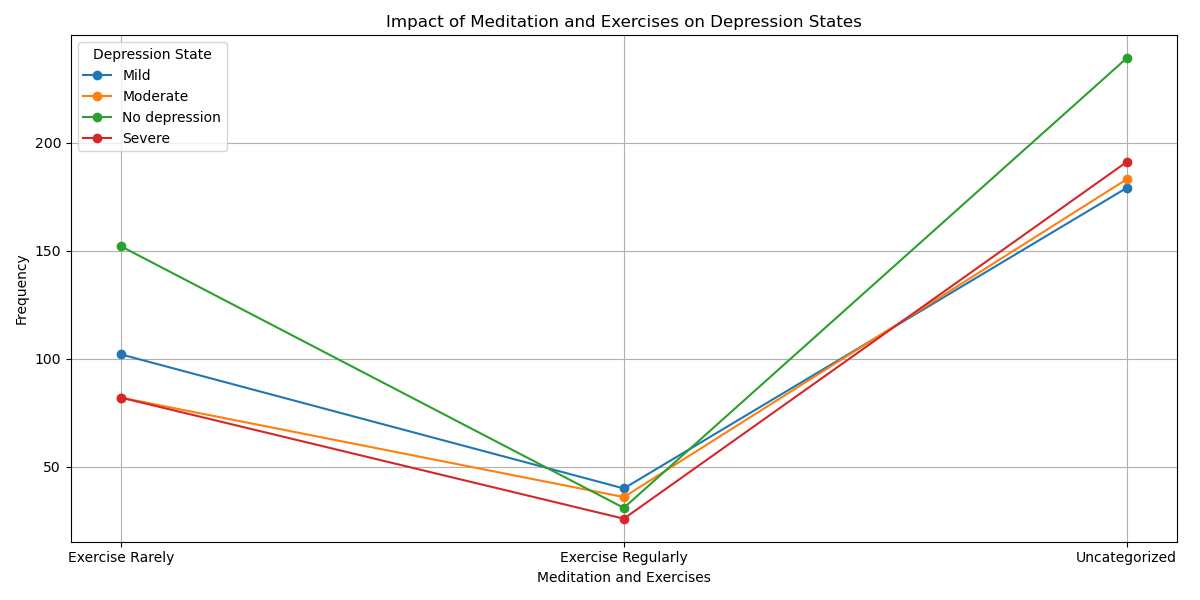 Impact of Meditation and Exercises on Depression States
Depression State
Mild
Moderate
No depression
Severe
200
150
100
50
Frequency
Exercise Rarely
Exercise Regularly
Uncategorized
Meditation and Exercises